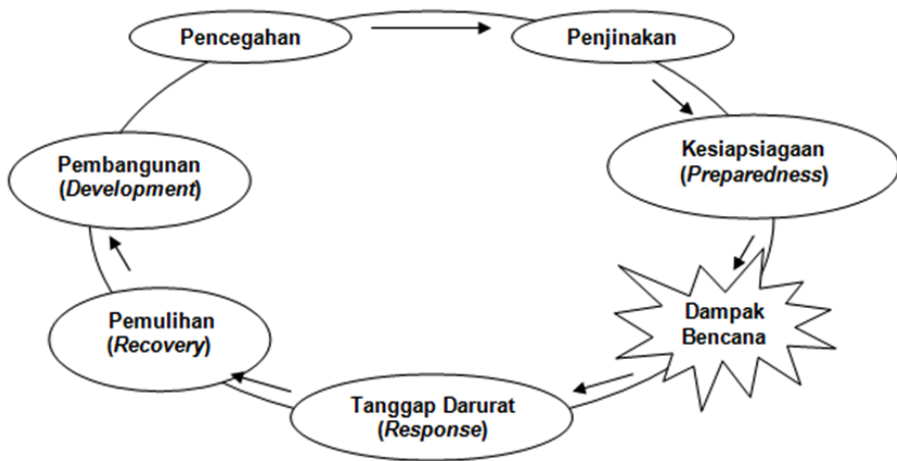 Pencegahan
Penjinakan
Kesiapsiagaan
(Preparedness)
Dampak
Bencana
Tanggap Darurat
(Response)
Pemulihan
(Recovery)
Pembangunan
(Development)